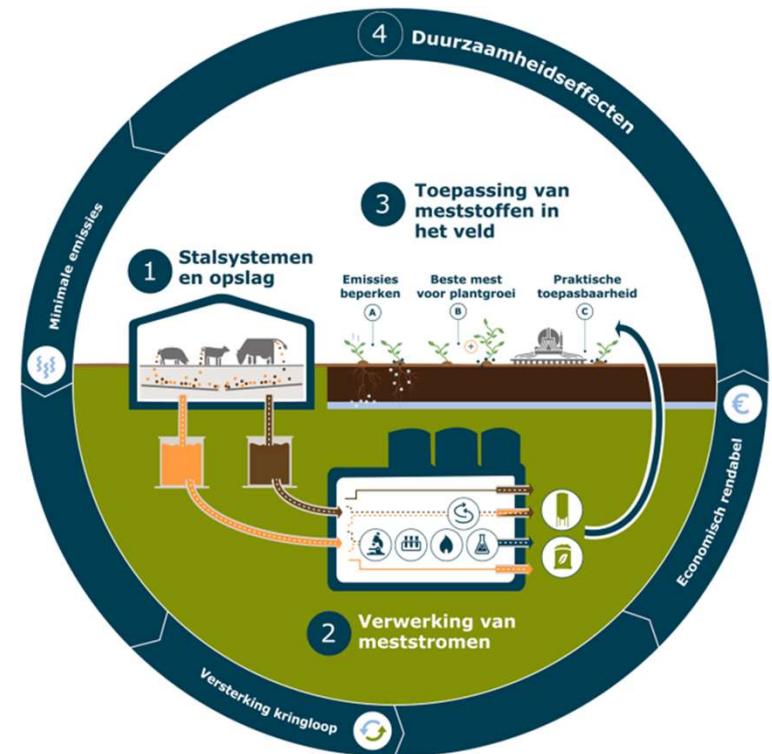 4 Duurzaamheidseffecten
3 Toepassing van
meststoffen in
het veld
1 Stalsystemen
en opslag
Emissies
beperken
A
Beste mest
voor plantgroei
B
+
Praktische
toepasbaarheid
C
Minimale emissies
€
Economisch rendabel
2 Verwerking van
meststromen
Versterking kringloop